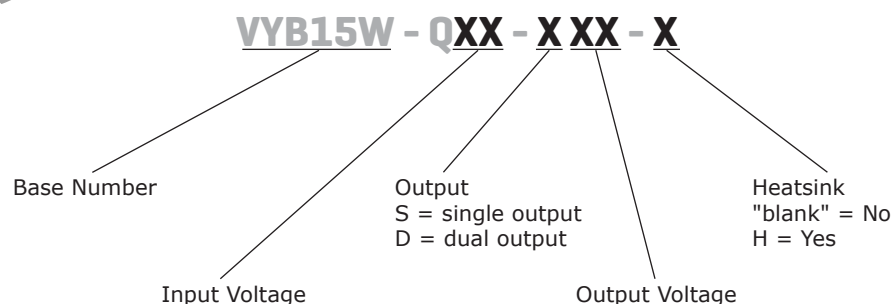 VYB15W - QXX - X XX - X
Base Number
Output
S = single output
D = dual output
Heatsink
"blank" = No
H = Yes
Input Voltage
Output Voltage